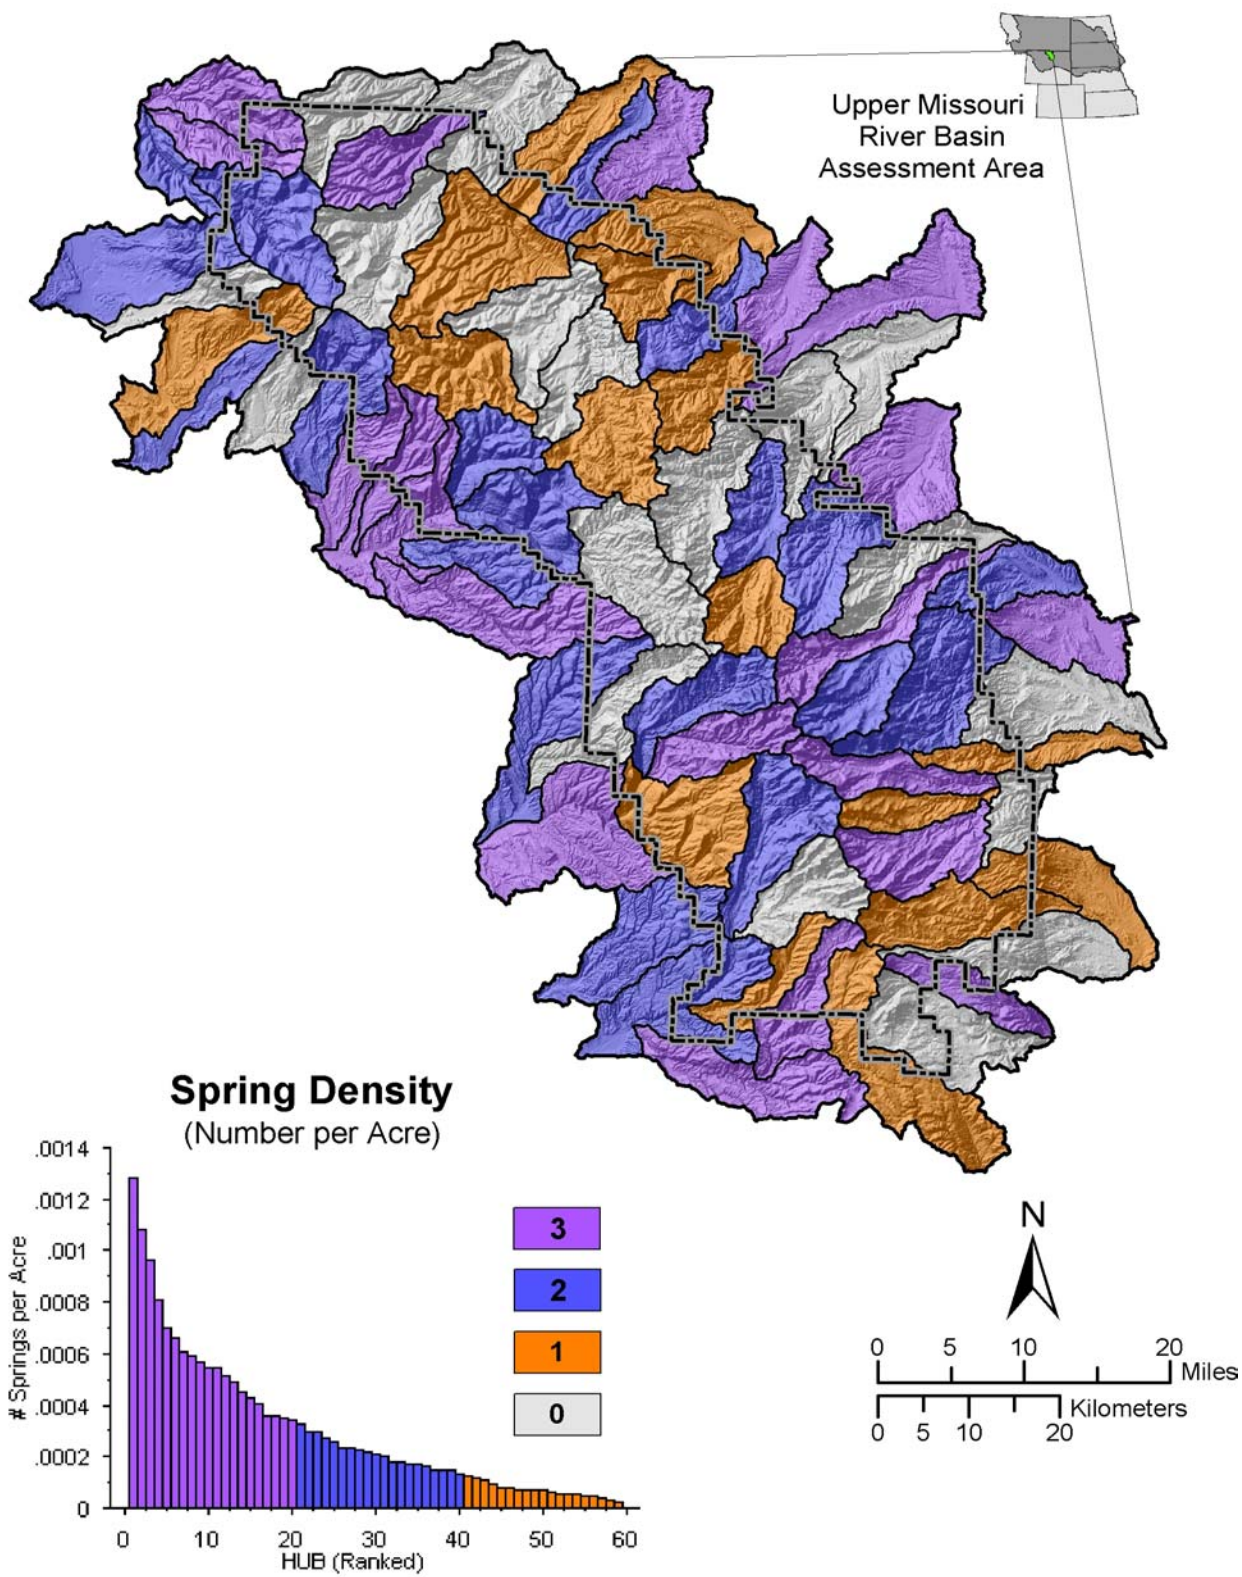 Upper Missouri
River Basin
Assessment Area
Spring Density
(Number per Acre)
# Springs per Acre
.0014
.0012
.001
.0008
.0006
.0004
.0002
0
0 10 20 30 40 50 60
HUB (Ranked)
3
2
1
0
N
0 5 10 20
Miles
Kilometers
0 5 10 20